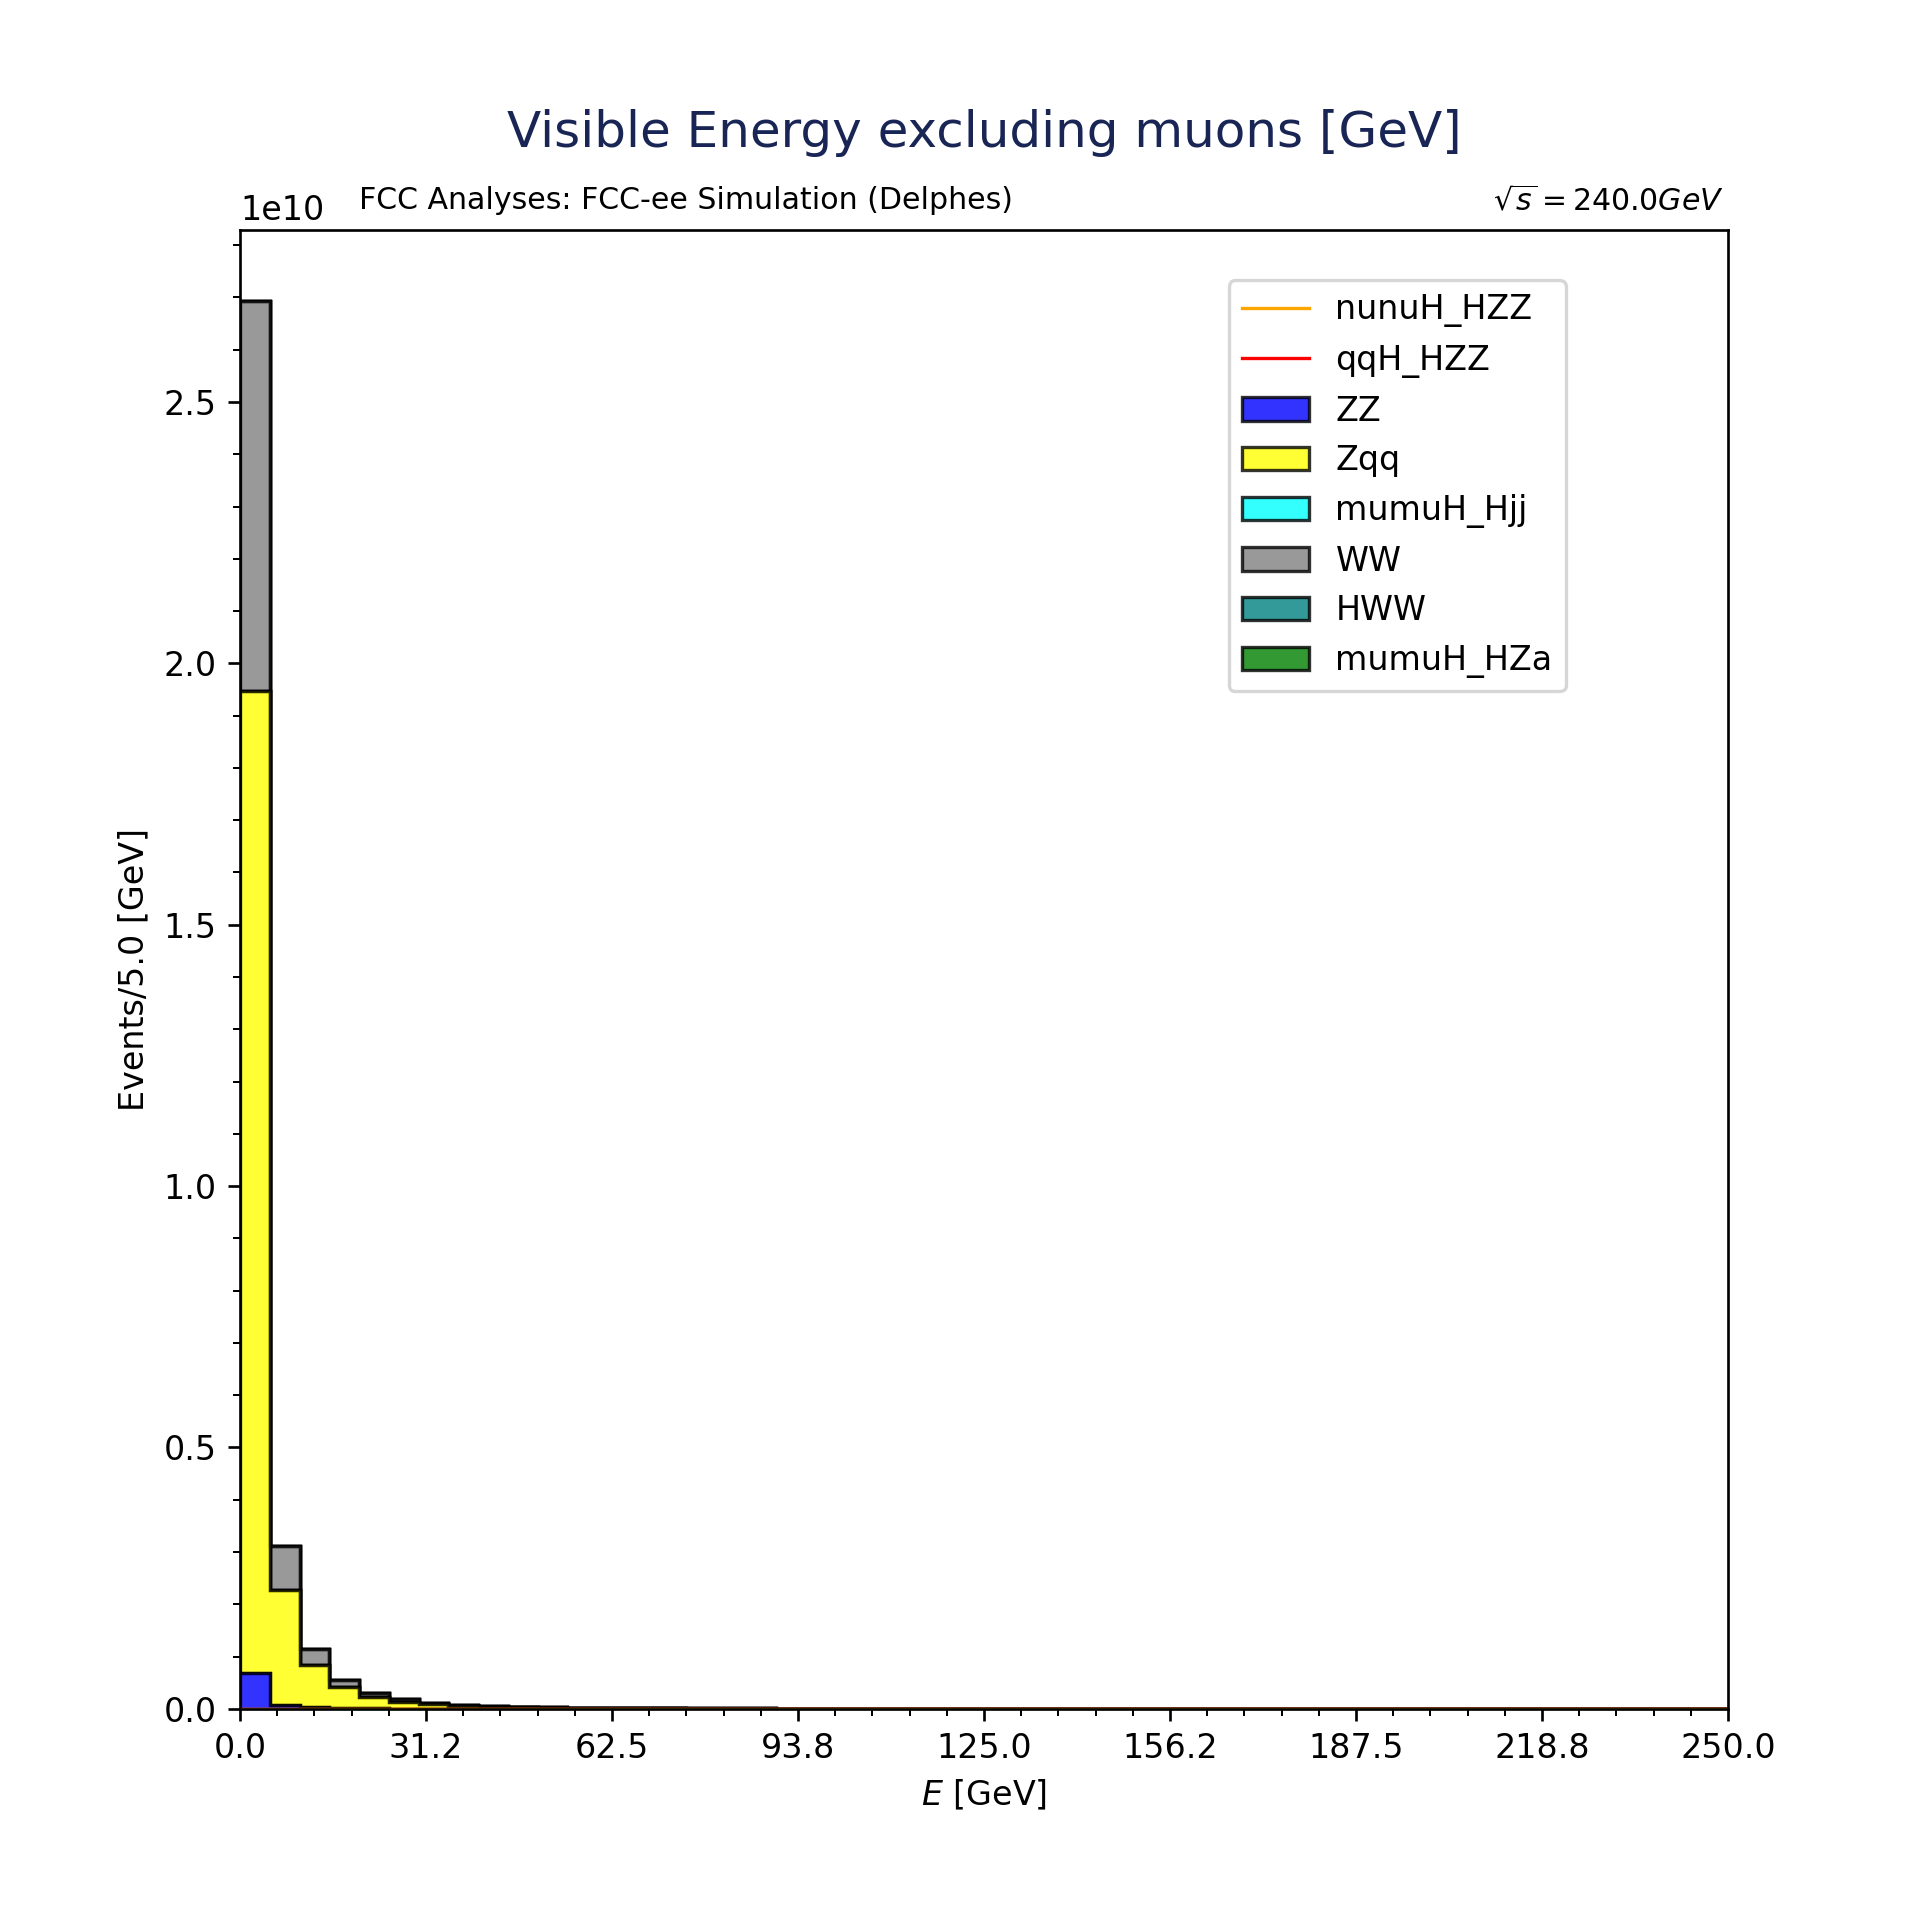 Visible Energy excluding muons [GeV]
1e10 FCC Analyses: FCC-ee Simulation (Delphes) √s = 240.0GeV
nunuH_HZZ
qqH_HZZ
ZZ
Zqq
mumuH_Hjj
WW
HWW
mumuH_HZa
2.5
2.0
1.5
1.0
0.5
0.0
Events/5.0 [GeV]
0.0 31.2 62.5 93.8 125.0 156.2 187.5 218.8 250.0
E [GeV]